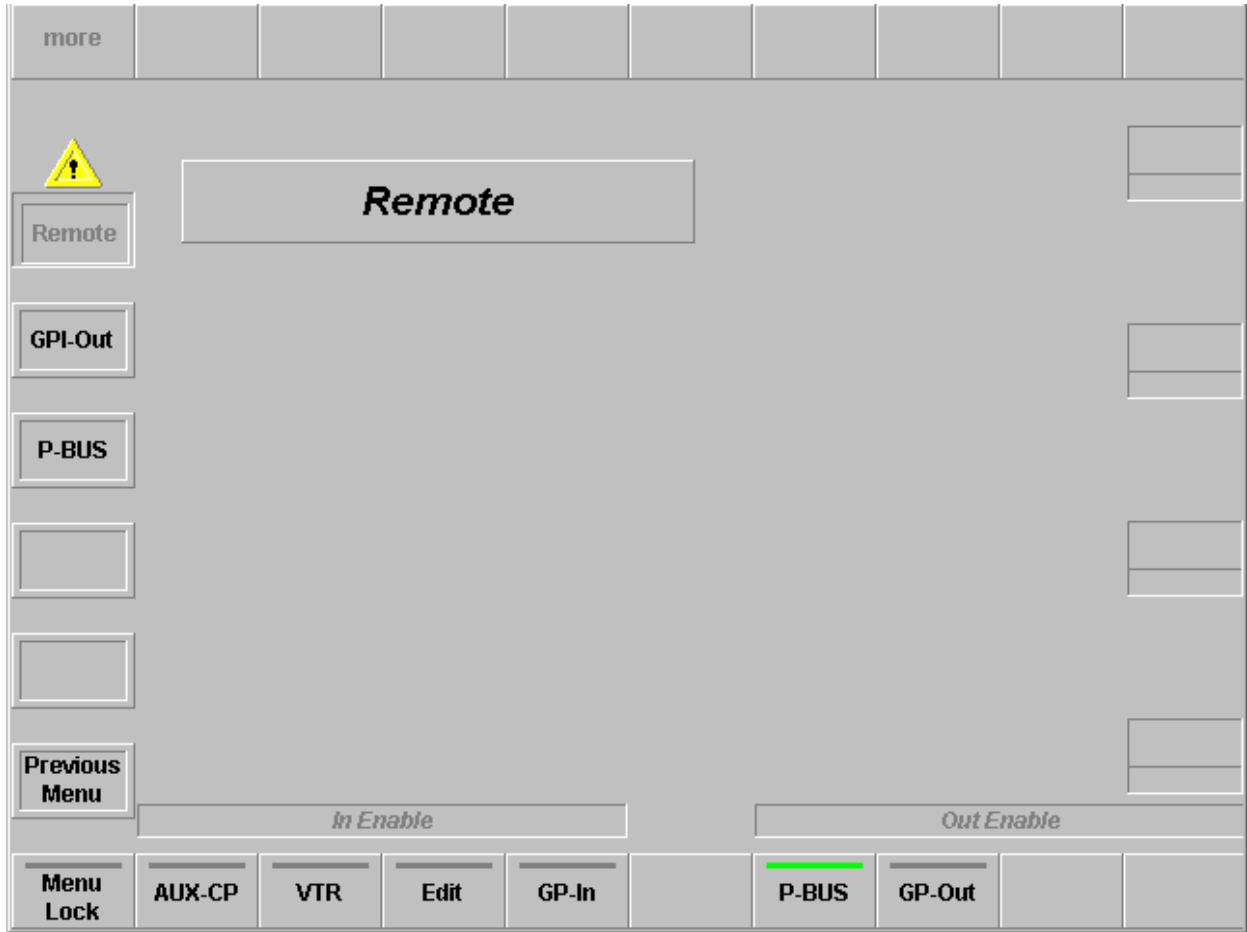 more
Remote
Remote
GPI-Out
P-BUS
Previous
Menu
In Enable
Out Enable
Menu
Lock
AUX-CP
VTR
Edit
GP-In
P-BUS
GP-Out